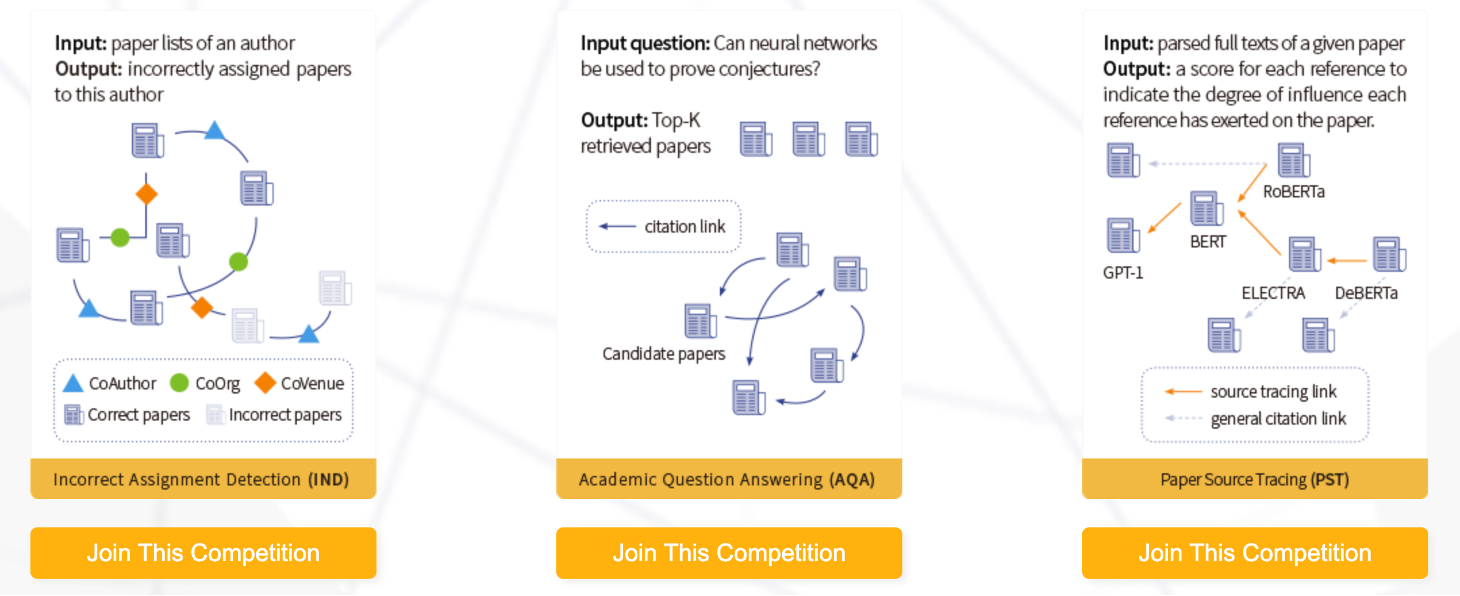 Input: paper lists of an author
Output: incorrectly assigned papers
to this author
CoAuthor CoOrg CoVenue
Correct papers Incorrect papers
Incorrect Assignment Detection (IND)
Join This Competition
Input question: Can neural networks
be used to prove conjectures?
Output: Top-K
retrieved papers
citation link
Candidate papers
Academic Question Answering (AQA)
Join This Competition
Input: parsed full texts of a given paper
Output: a score for each reference to
indicate the degree of influence each
reference has exerted on the paper.
RoBERTa
BERT
GPT-1
ELECTRA DeBERTa
source tracing link
general citation link
Paper Source Tracing (PST)
Join This Competition